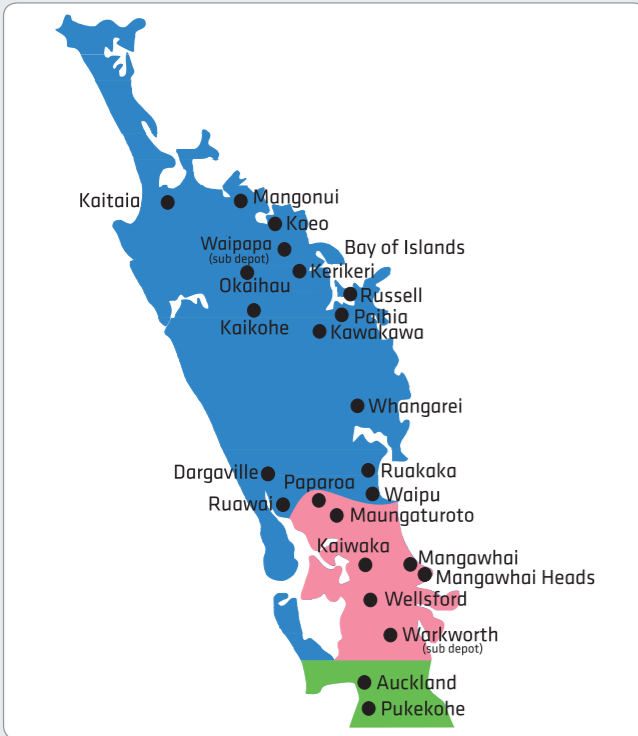 Kaitaia
Mangonui
Kaeo
Waipapa
(sub depot)
Bay of Islands
Kerikeri
Okaihau
Russell
Paihia
Kaikohe
Kawakawa
Whangarei
Dargaville
Ruakaka
Paparoa
Waipu
Ruawai
Maungaturoto
Kaiwaka
Mangawhai
Mangawhai Heads
Wellsford
Warkworth
(sub depot)
Auckland
Pukekohe